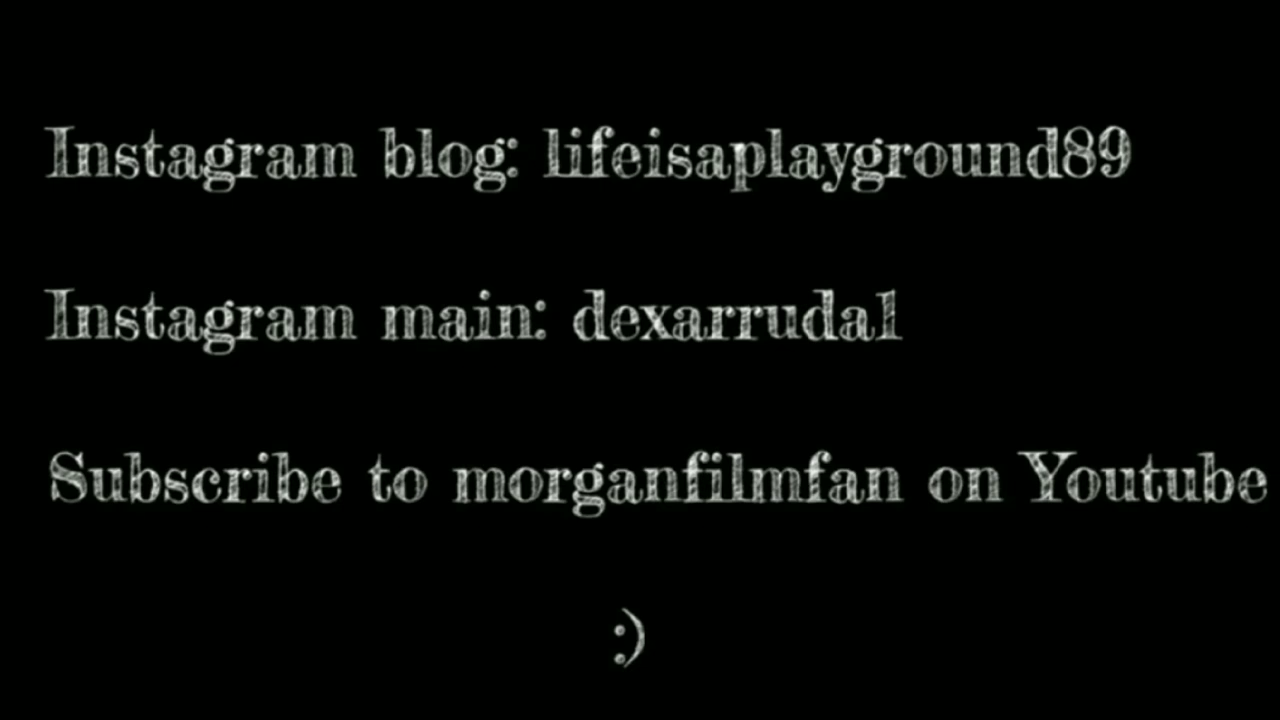 Instagram blog: lifeisaplayground89
Instagram main: dexarruda1
Subscribe to morganfilmfan on Youtube
:)